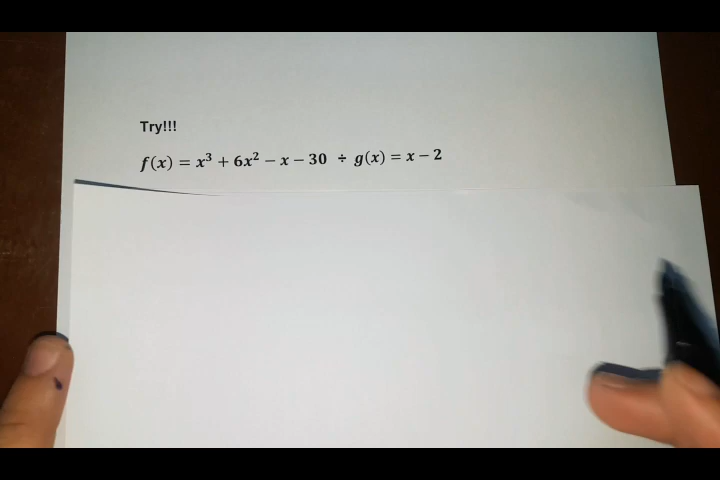 Try!!!
f(x) = x³ + 6x² − x − 30 ÷ g(x) = x − 2